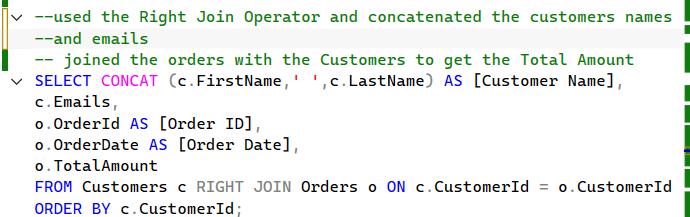 --used the Right Join Operator and concatenated the customers names
--and emails
-- joined the orders with the Customers to get the Total Amount
SELECT CONCAT (c.FirstName,' ',c.LastName) AS [Customer Name],
c.Emails,
o.OrderId AS [Order ID],
o.OrderDate AS [Order Date],
o.TotalAmount
FROM Customers c RIGHT JOIN Orders o ON c.CustomerId = o.CustomerId
ORDER BY c.CustomerId;